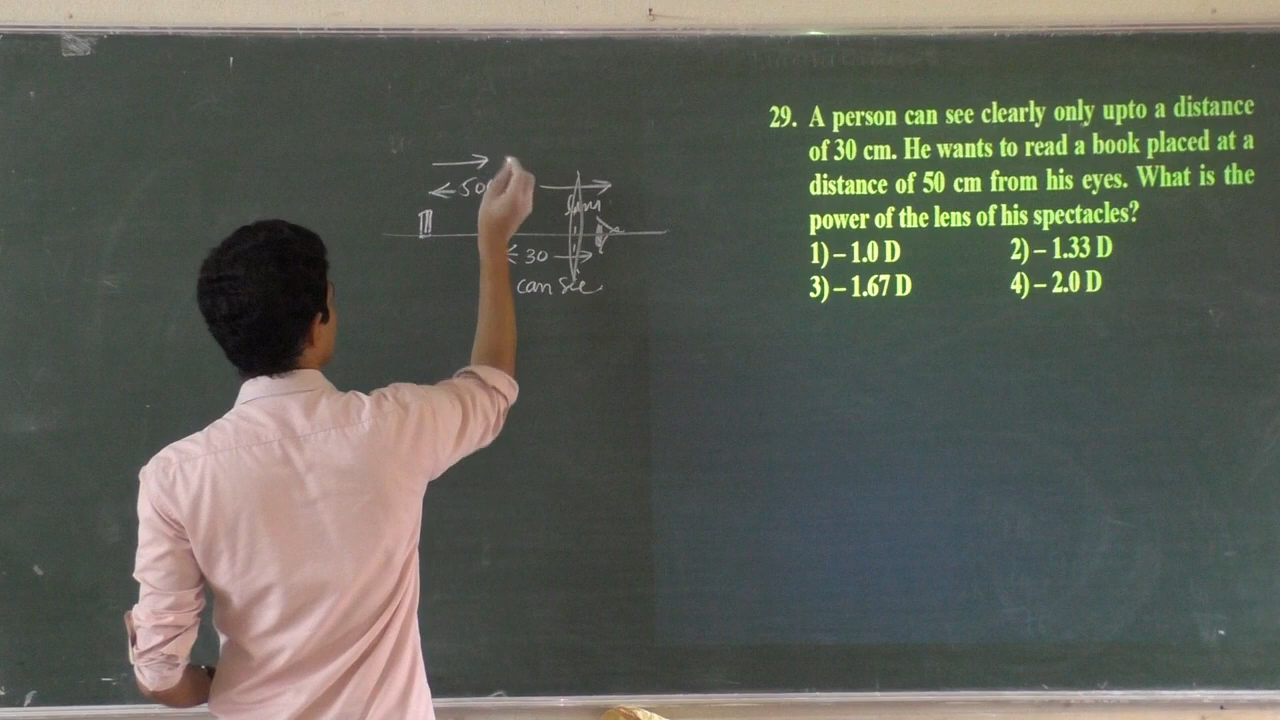 50
lens
30
can see
29. A person can see clearly only upto a distance
of 30 cm. He wants to read a book placed at a
distance of 50 cm from his eyes. What is the
power of the lens of his spectacles?
1) – 1.0 D 2) – 1.33 D
3) – 1.67 D 4) – 2.0 D